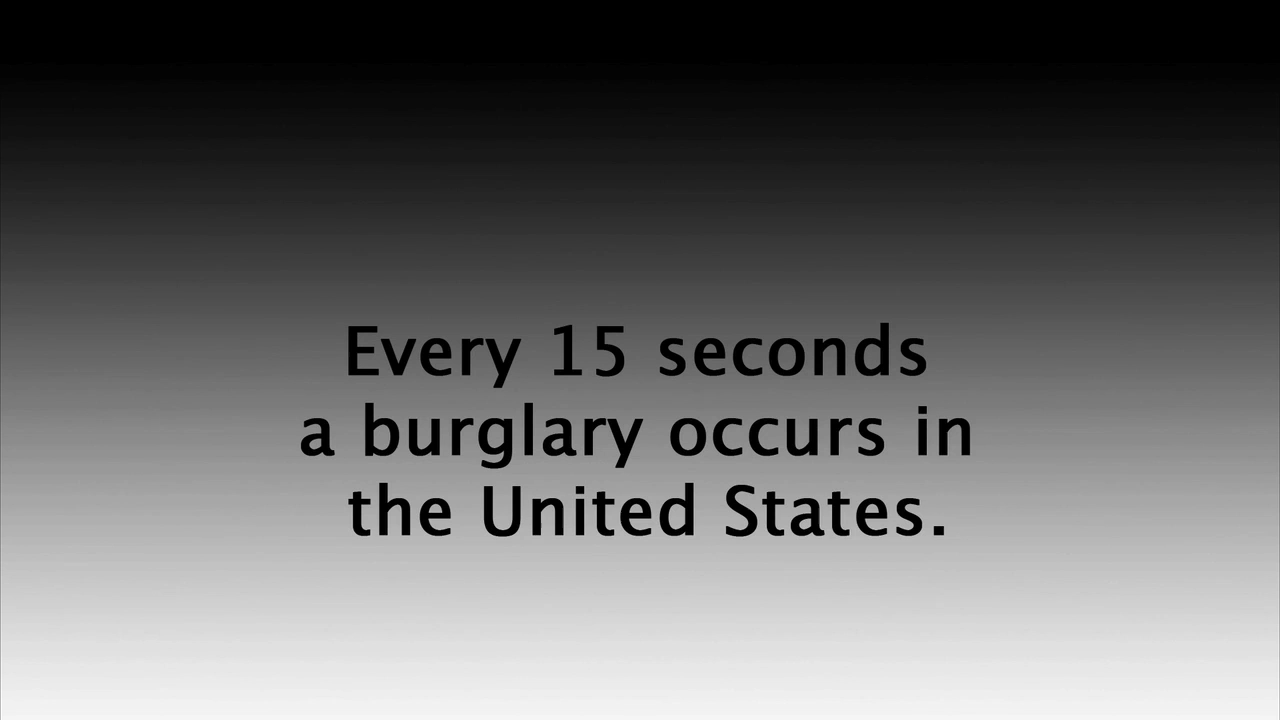 Every 15 seconds
a burglary occurs in
the United States.